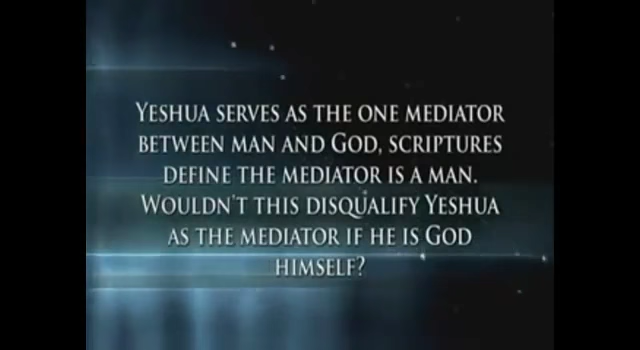 YESHUA SERVES AS THE ONE MEDIATOR
BETWEEN MAN AND GOD, SCRIPTURES
DEFINE THE MEDIATOR IS A MAN.
WOULDN'T THIS DISQUALIFY YESHUA
AS THE MEDIATOR IF HE IS GOD
HIMSELF?